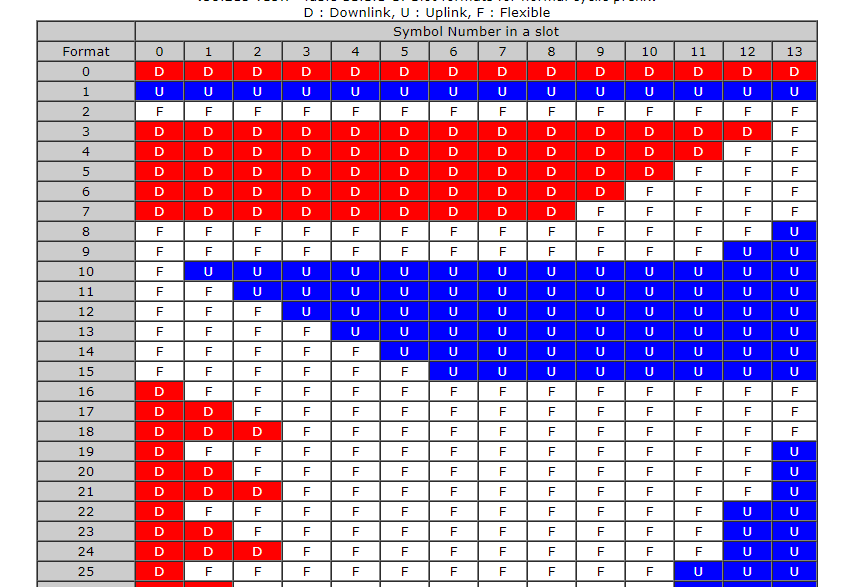 D : Downlink, U : Uplink, F : Flexible
Symbol Number in a slot
Format 0 1 2 3 4 5 6 7 8 9 10 11 12 13
0 D D D D D D D D D D D D D D
1 U U U U U U U U U U U U U U
2 F F F F F F F F F F F F F F
3 D D D D D D D D D D D D D F
4 D D D D D D D D D D D D F F
5 D D D D D D D D D D D F F F
6 D D D D D D D D D D F F F F
7 D D D D D D D D D F F F F F
8 F F F F F F F F F F F F F U
9 F F F F F F F F F F F F U U
10 F U U U U U U U U U U U U U
11 F F U U U U U U U U U U U U
12 F F F U U U U U U U U U U U
13 F F F F U U U U U U U U U U
14 F F F F F U U U U U U U U U
15 F F F F F F U U U U U U U U
16 D F F F F F F F F F F F F F
17 D D F F F F F F F F F F F F
18 D D D F F F F F F F F F F F
19 D F F F F F F F F F F F F U
20 D D F F F F F F F F F F F U
21 D D D F F F F F F F F F F U
22 D F F F F F F F F F F F U U
23 D D F F F F F F F F F F U U
24 D D D F F F F F F F F F U U
25 D F F F F F F F F F F U U U